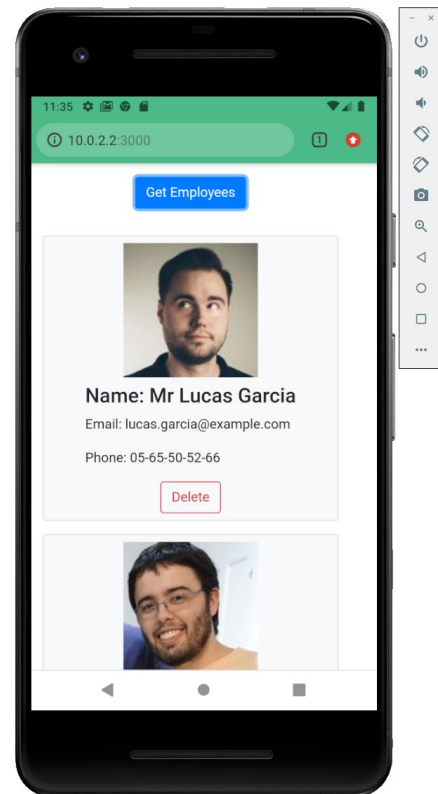 11:35
10.0.2.2:3000
1
Get Employees
Name: Mr Lucas Garcia
Email: lucas.garcia@example.com
Phone: 05-65-50-52-66
Delete